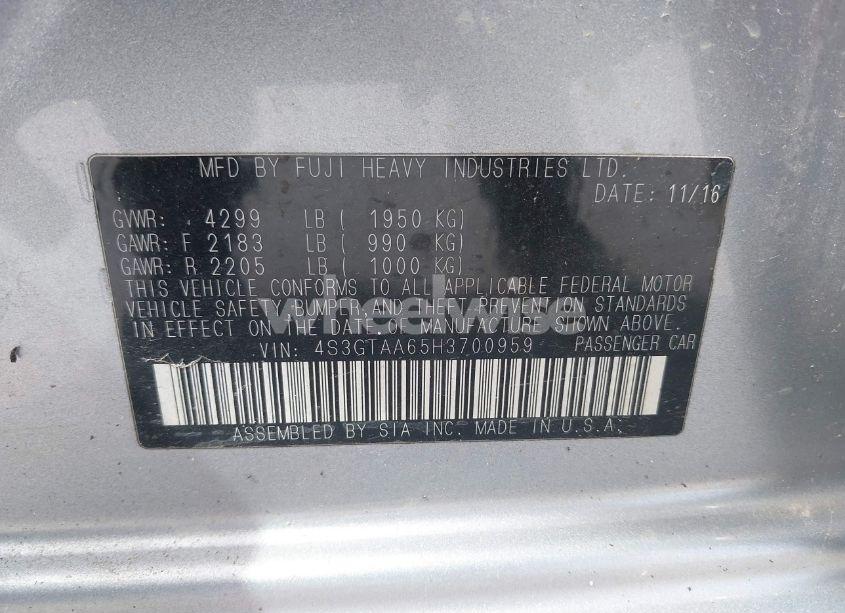 MFD BY FUJI HEAVY INDUSTRIES LTD.
DATE: 11/16
GVWR: 4299 LB ( 1950 KG)
GAWR: F 2183 LB ( 990 KG)
GAWR: R 2205 LB ( 1000 KG)
THIS VEHICLE CONFORMS TO ALL APPLICABLE FEDERAL MOTOR
VEHICLE SAFETY, BUMPER, AND THEFT PREVENTION STANDARDS
IN EFFECT ON THE DATE OF MANUFACTURE SHOWN ABOVE.
wheelwise
VIN: 4S3GTAA65H3700959 PASSENGER CAR
ASSEMBLED BY SIA INC. MADE IN U.S.A.